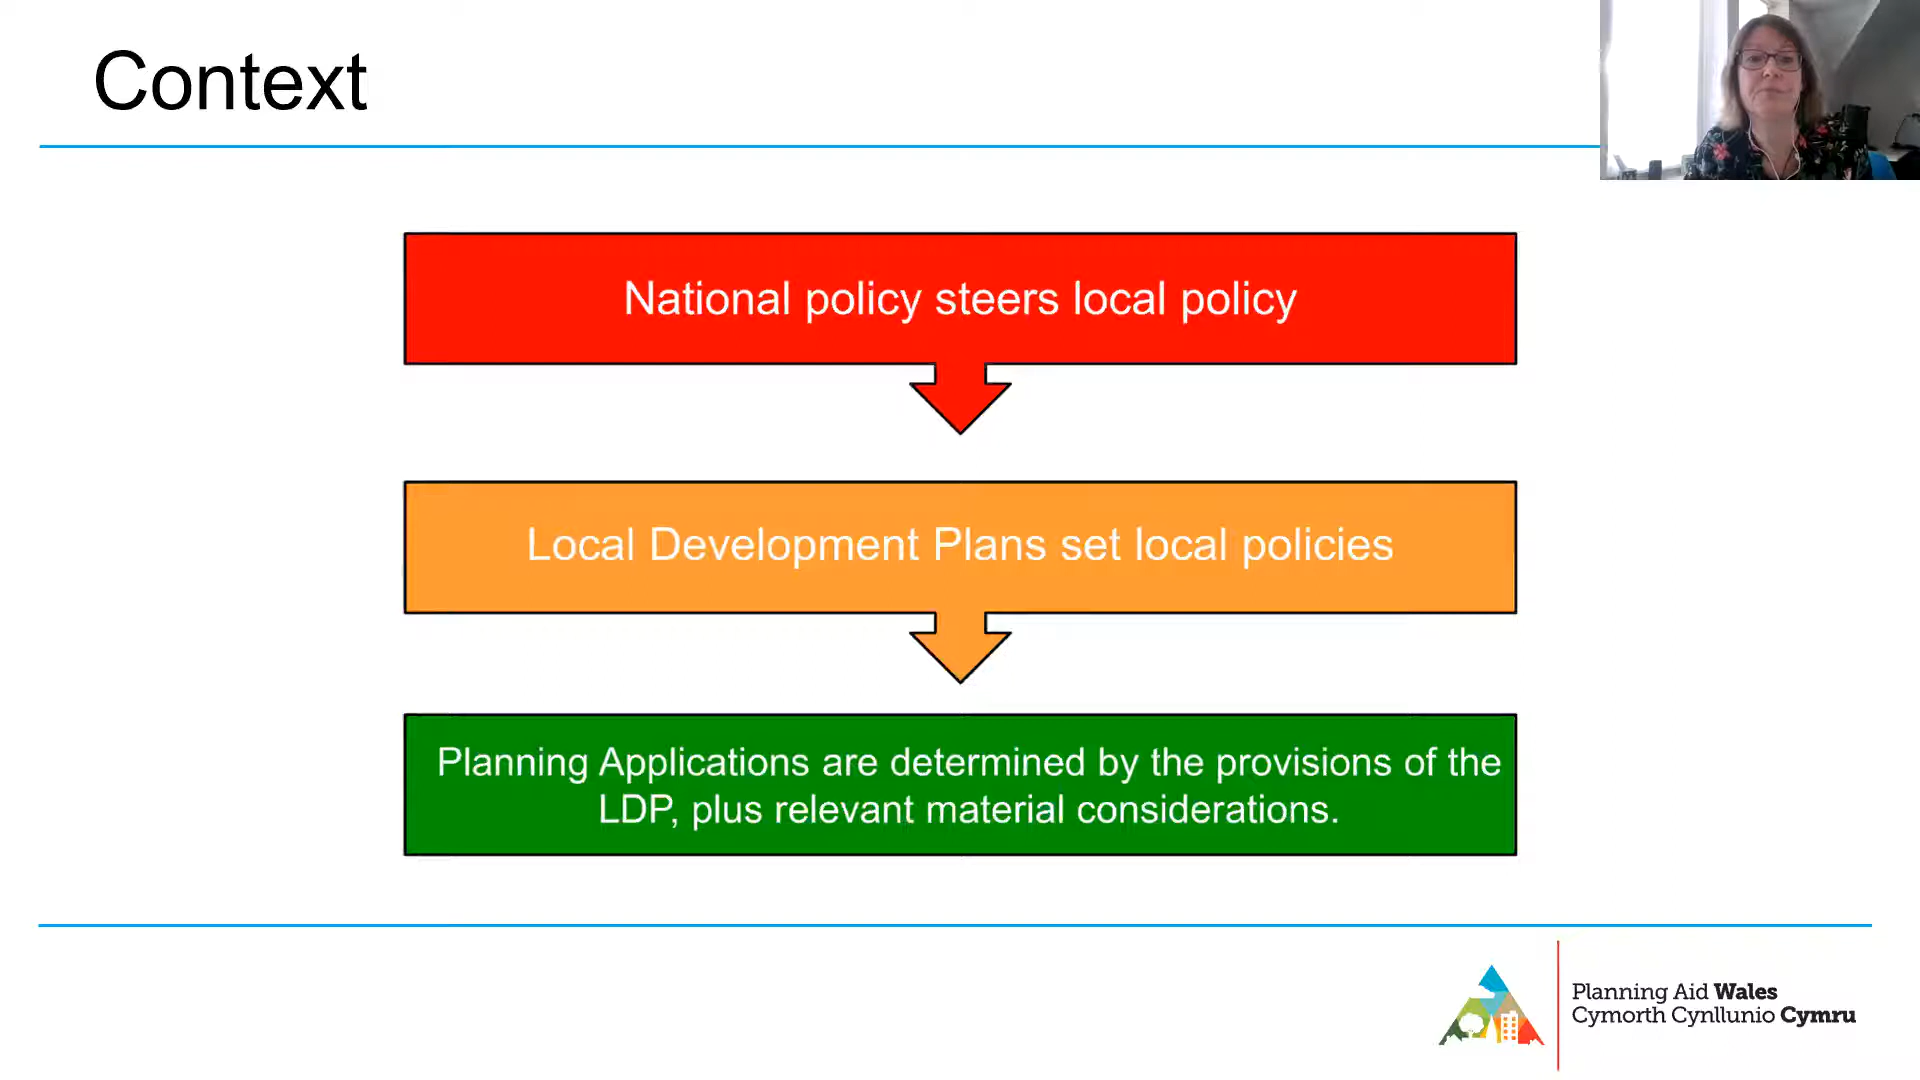 Context
National policy steers local policy
Local Development Plans set local policies
Planning Applications are determined by the provisions of the
LDP, plus relevant material considerations.
Planning Aid Wales
Cymorth Cynllunio Cymru